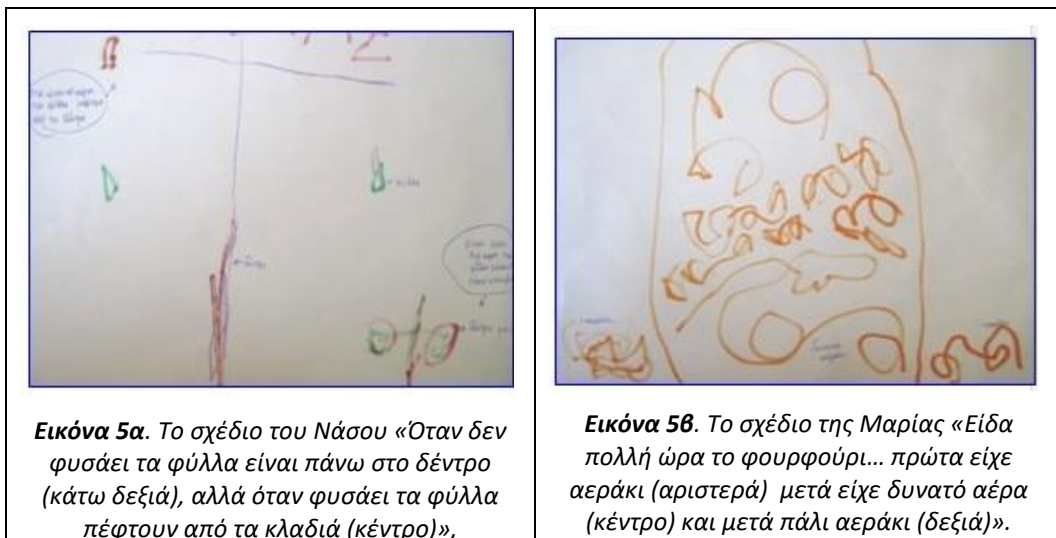 Εικόνα 5α. Το σχέδιο του Νάσου «Όταν δεν
φυσάει τα φύλλα είναι πάνω στο δέντρο
(κάτω δεξιά), αλλά όταν φυσάει τα φύλλα
πέφτουν από τα κλαδιά (κέντρο)».
Εικόνα 5β. Το σχέδιο της Μαρίας «Είδα
πολλή ώρα το φουρφούρι... πρώτα είχε
αεράκι (αριστερά) μετά είχε δυνατό αέρα
(κέντρο) και μετά πάλι αεράκι (δεξιά)».